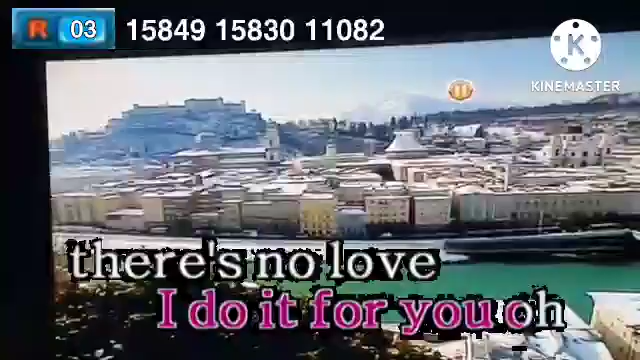 R 03 15849 15830 11082
K
KINEMASTER
there's no love
I do it for you oh